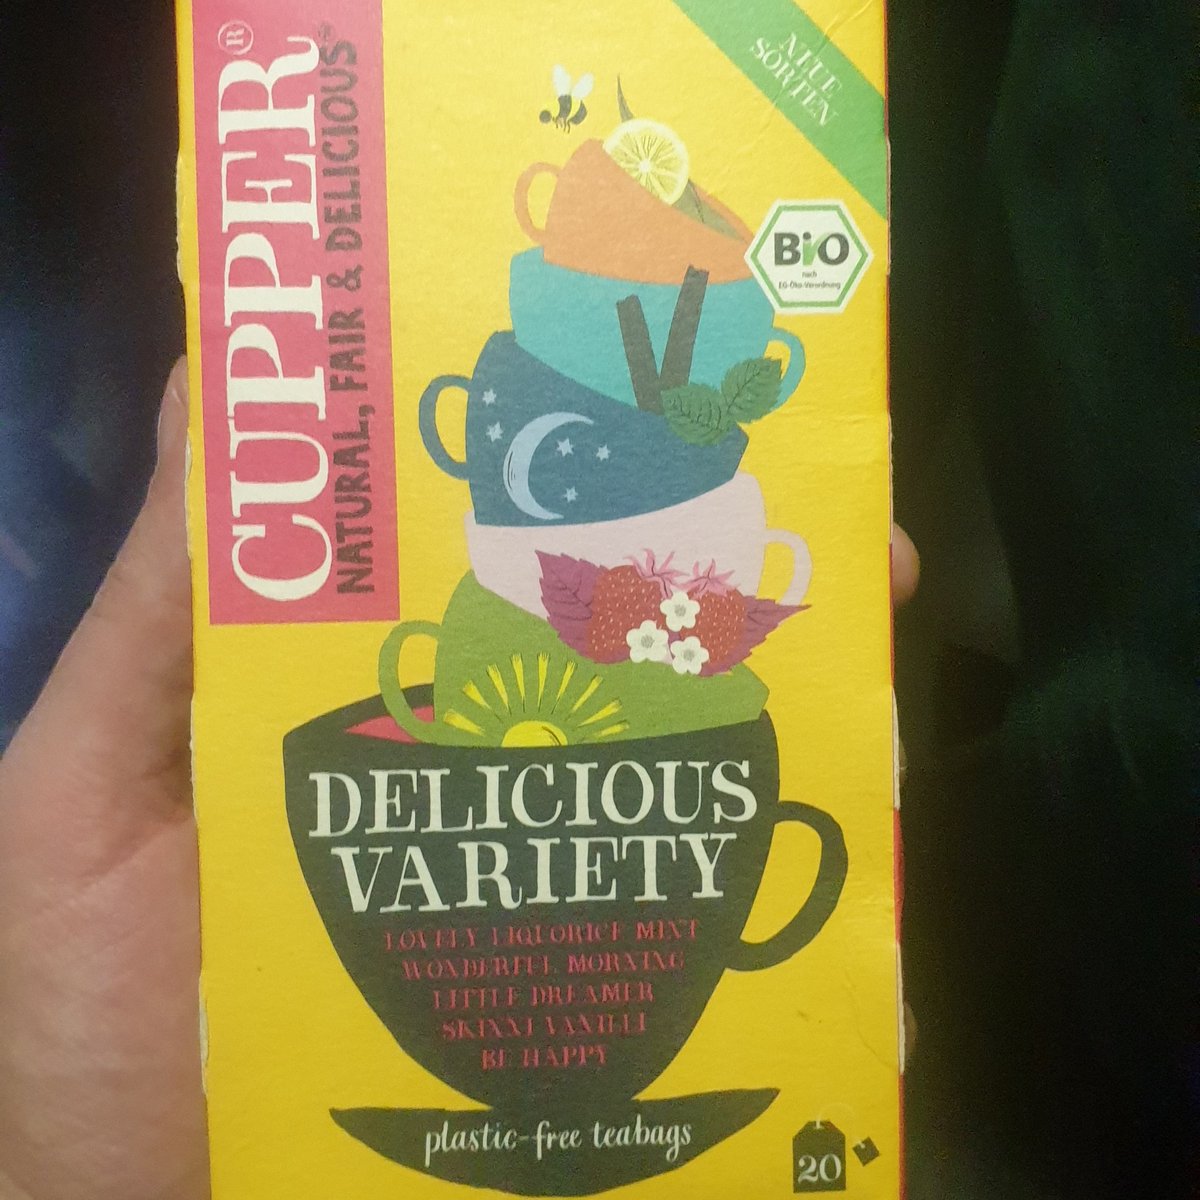 CUPPER®
NATURAL, FAIR & DELICIOUS*
NEUE
SORTEN
BiO
nach
EG-Öko-Verordnung
DELICIOUS
VARIETY
LOVELY LIQUORICE MINT
WONDERFUL MORNING
LITTLE DREAMER
SKINNY VANILLI
BE HAPPY
plastic-free teabags
20